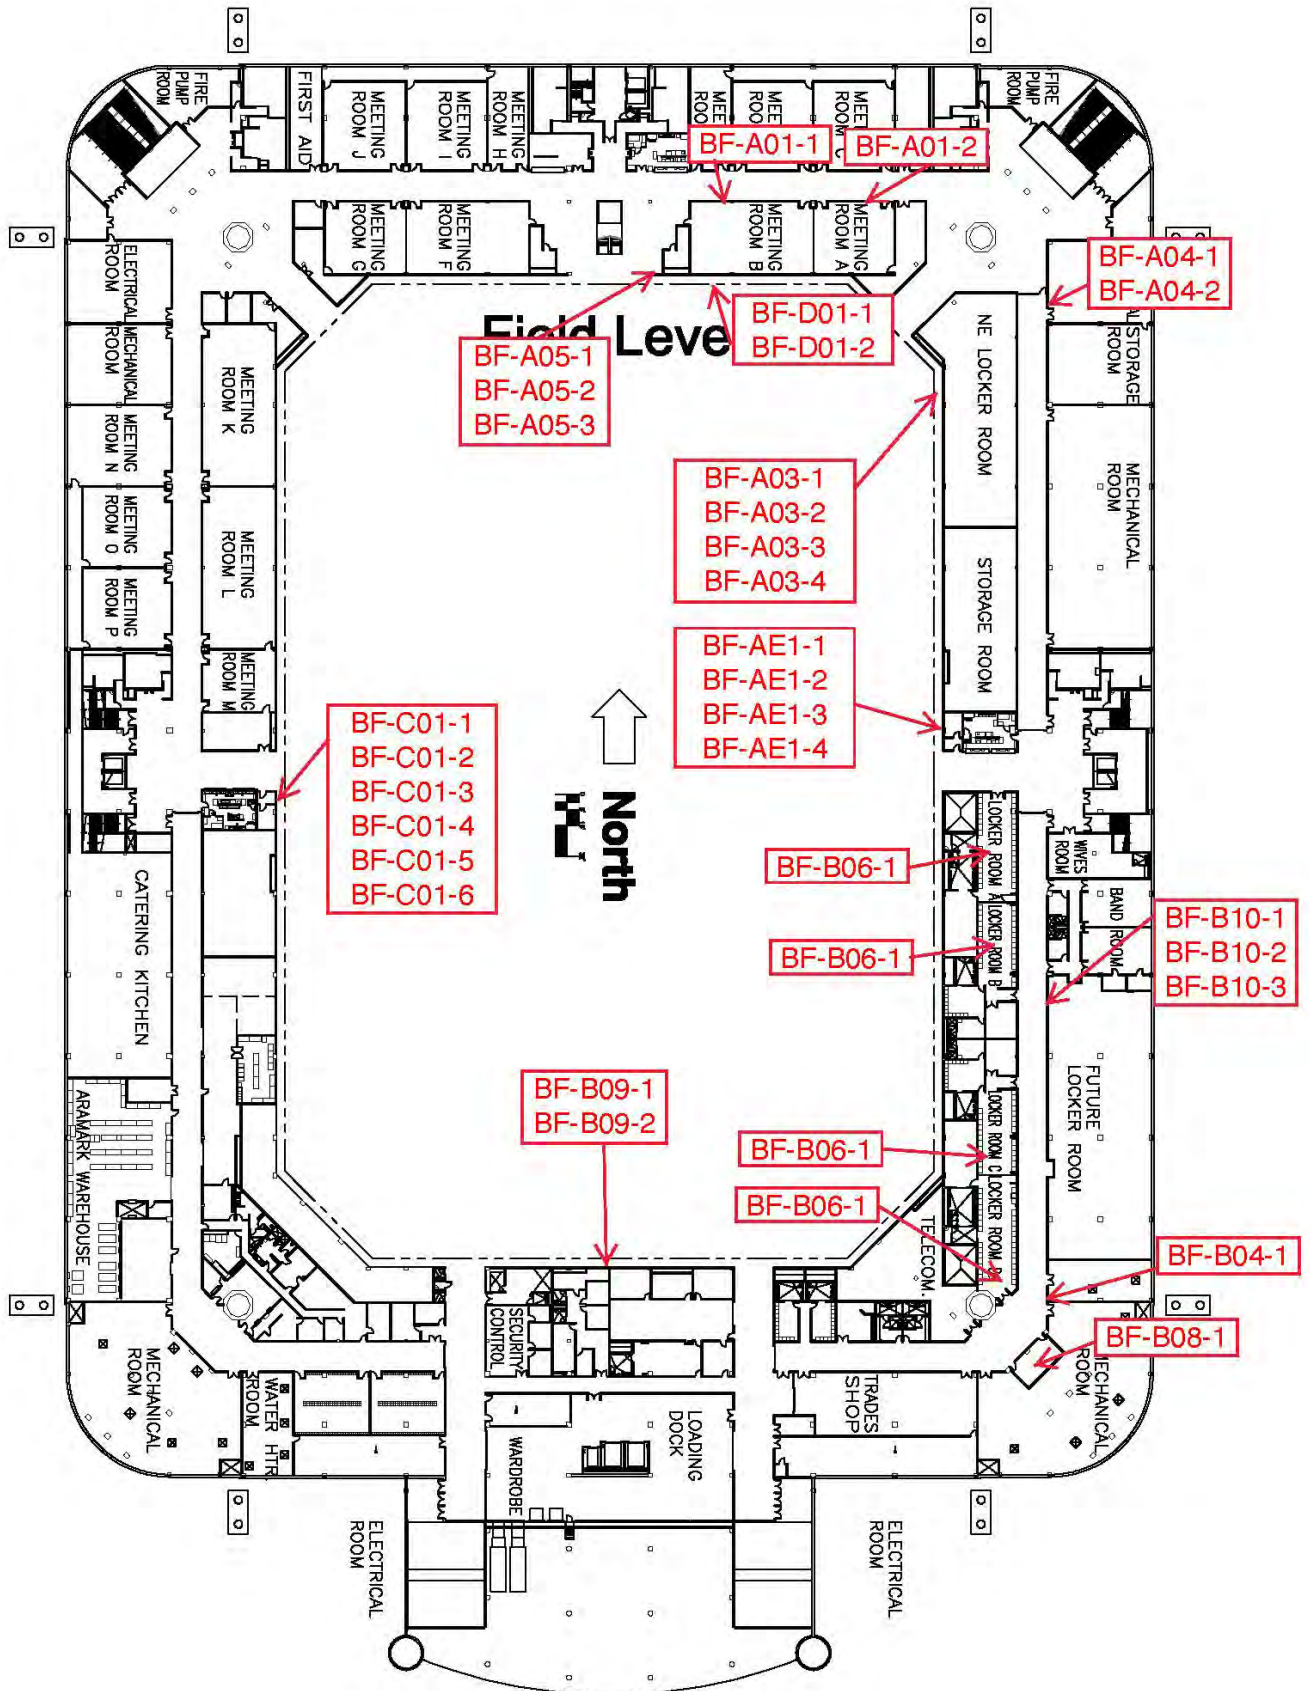 FIRE
PUMP
ROOM
FIRST AID
MEETING
ROOM J
MEETING
ROOM I
MEETING
ROOM H
MEETING
MEETING
MEETING
FIRE
PUMP
ROOM
BF-A01-1
BF-A01-2
MEETING
ROOM G
MEETING
ROOM F
MEETING
ROOM B
MEETING
ROOM A
ELECTRICAL
ROOM
BF-A04-1
BF-A04-2
BF-D01-1
BF-D01-2
Field Leve
BF-A05-1
BF-A05-2
BF-A05-3
MECHANICAL
ROOM
MEETING
ROOM K
NE LOCKER ROOM
STORAGE
ROOM
MEETING
ROOM N
BF-A03-1
BF-A03-2
BF-A03-3
BF-A03-4
MECHANICAL
ROOM
MEETING
ROOM O
MEETING
ROOM L
MEETING
ROOM P
STORAGE ROOM
MEETING
ROOM M
BF-AE1-1
BF-AE1-2
BF-AE1-3
BF-AE1-4
BF-C01-1
BF-C01-2
BF-C01-3
BF-C01-4
BF-C01-5
BF-C01-6
North
LOCKER ROOM A
WIVES
ROOM
BF-B06-1
CATERING KITCHEN
BAND ROOM
LOCKER ROOM B
BF-B06-1
BF-B10-1
BF-B10-2
BF-B10-3
FUTURE
LOCKER ROOM
BF-B09-1
BF-B09-2
ARAMARK WAREHOUSE
LOCKER ROOM C
BF-B06-1
LOCKER ROOM
BF-B06-1
TELECOM.
BF-B04-1
SECURITY
CONTROL
BF-B08-1
MECHANICAL
ROOM
MECHANICAL
ROOM
WATER HTR
ROOM
TRADES
SHOP
LOADING
DOCK
WARDROBE
ELECTRICAL
ROOM
ELECTRICAL
ROOM